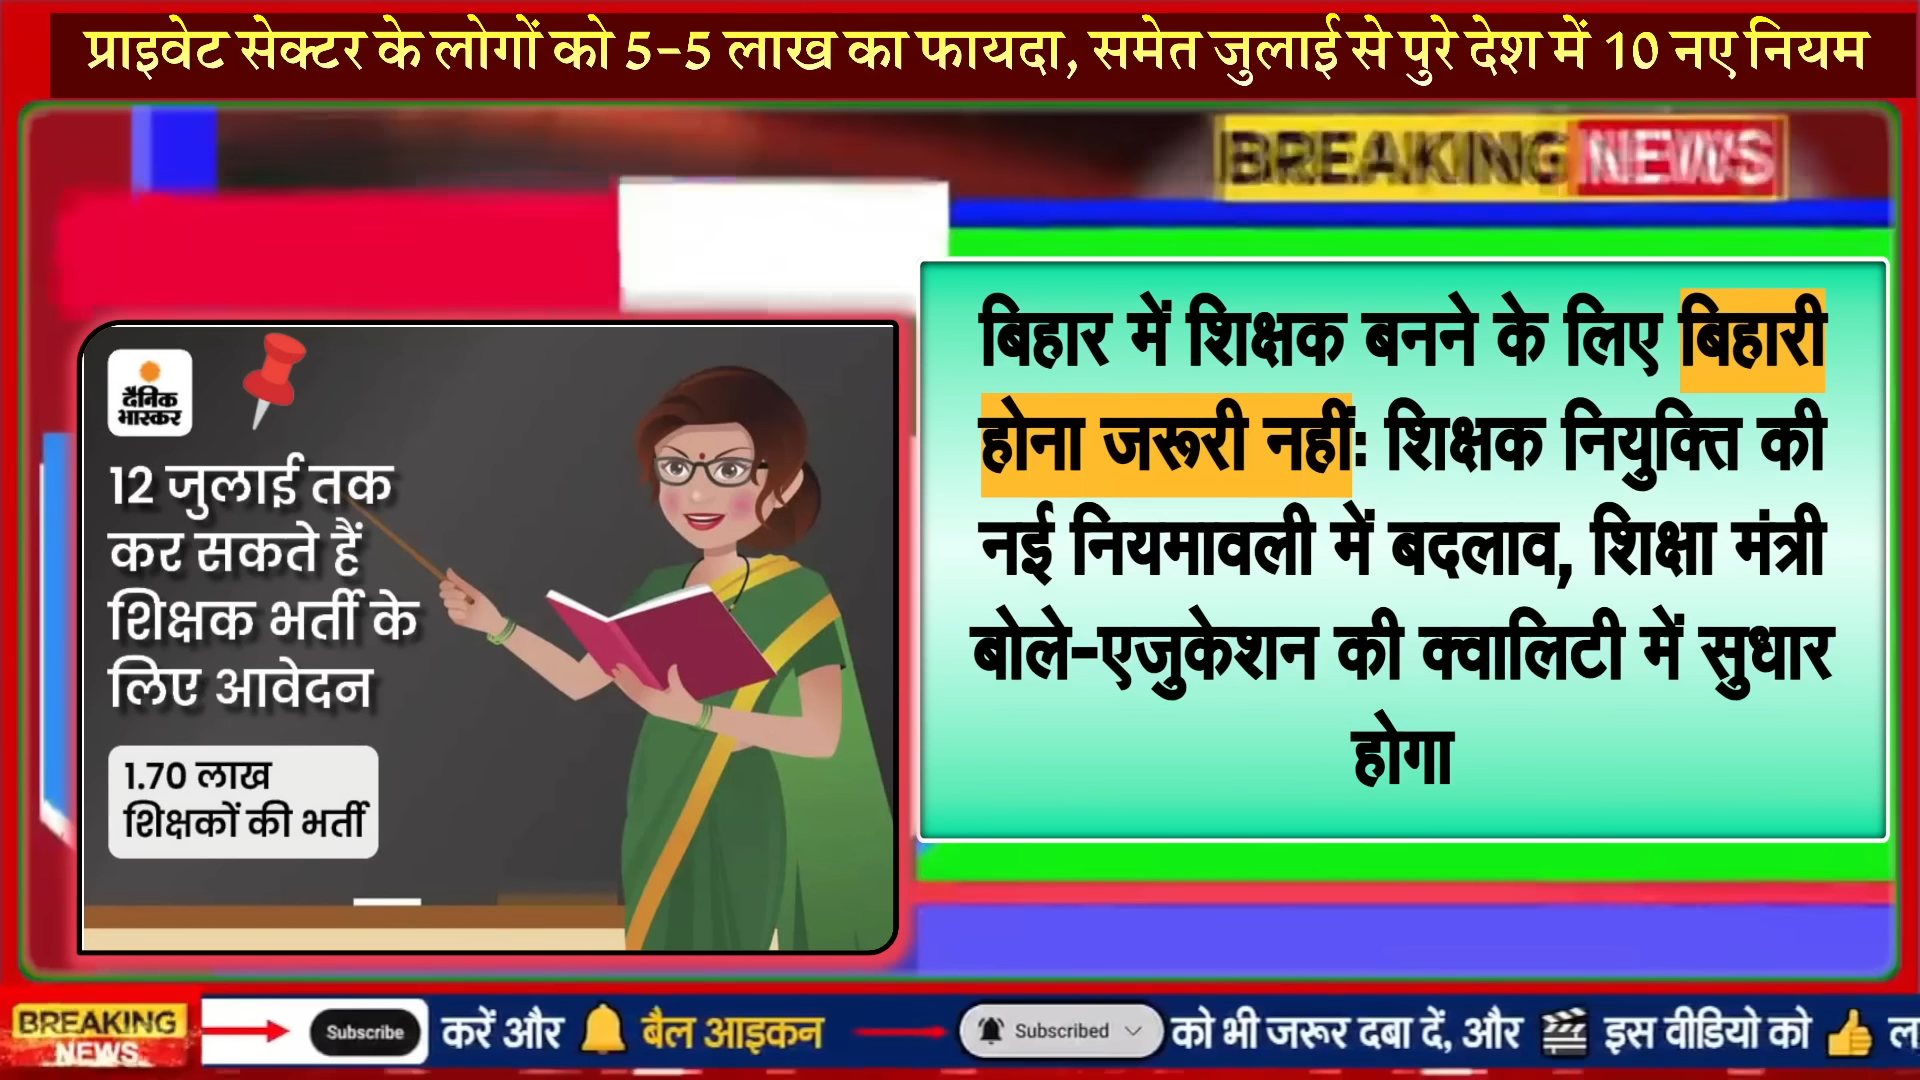 प्राइवेट सेक्टर के लोगों को 5-5 लाख का फायदा, समेत जुलाई से पुरे देश में 10 नए नियम
BREAKING NEWS
दैनिक
भास्कर
12 जुलाई तक
कर सकते हैं
शिक्षक भर्ती के
लिए आवेदन
1.70 लाख
शिक्षकों की भर्ती
बिहार में शिक्षक बनने के लिए बिहारी
होना जरूरी नहीं: शिक्षक नियुक्ति की
नई नियमावली में बदलाव, शिक्षा मंत्री
बोले-एजुकेशन की क्वालिटी में सुधार
होगा
BREAKING
NEWS
Subscribe करें और बैल आइकन Subscribed को भी जरूर दबा दें, और इस वीडियो को